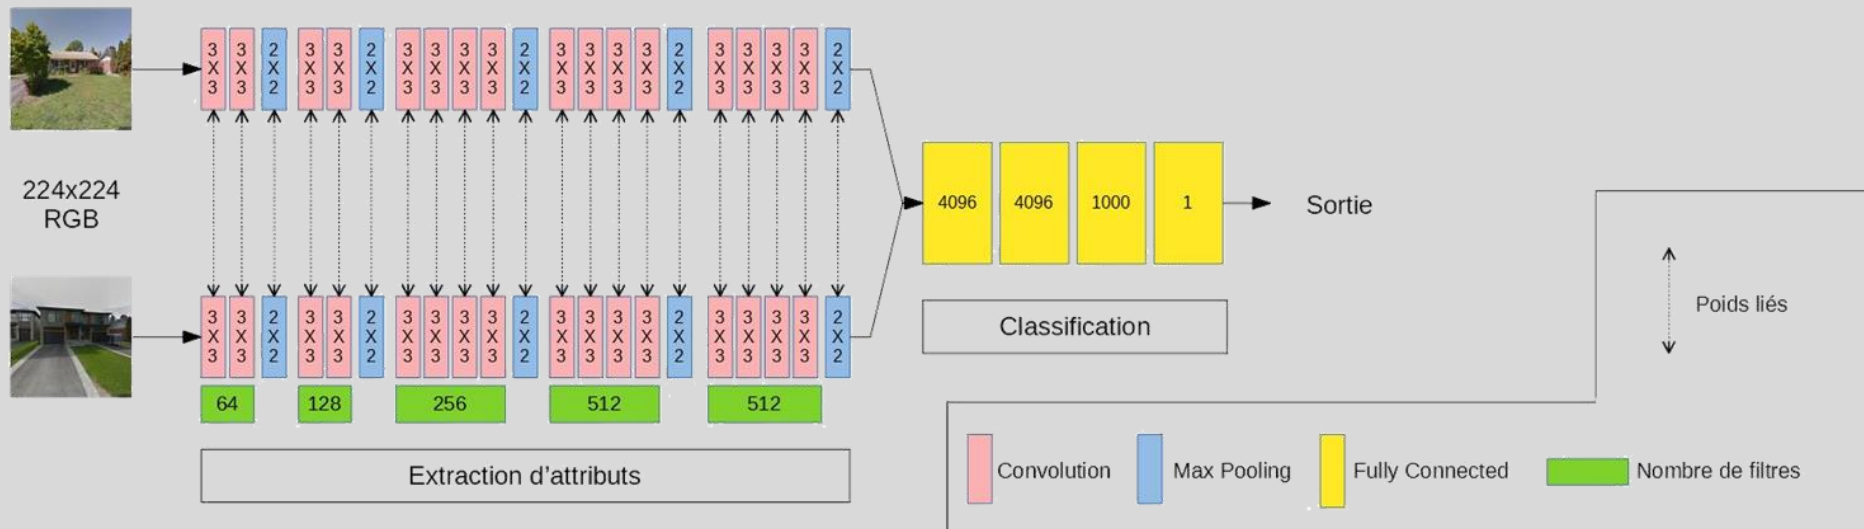 3X3 3X3 2X2 3X3 3X3 2X2 3X3 3X3 3X3 3X3 2X2 3X3 3X3 3X3 3X3 2X2 3X3 3X3 3X3 3X3 2X2
224x224
RGB
4096 4096 1000 1
Sortie
Classification
3X3 3X3 2X2 3X3 3X3 2X2 3X3 3X3 3X3 3X3 2X2 3X3 3X3 3X3 3X3 2X2 3X3 3X3 3X3 3X3 2X2
64 128 256 512 512
Extraction d'attributs
Poids liés
Convolution Max Pooling Fully Connected Nombre de filtres